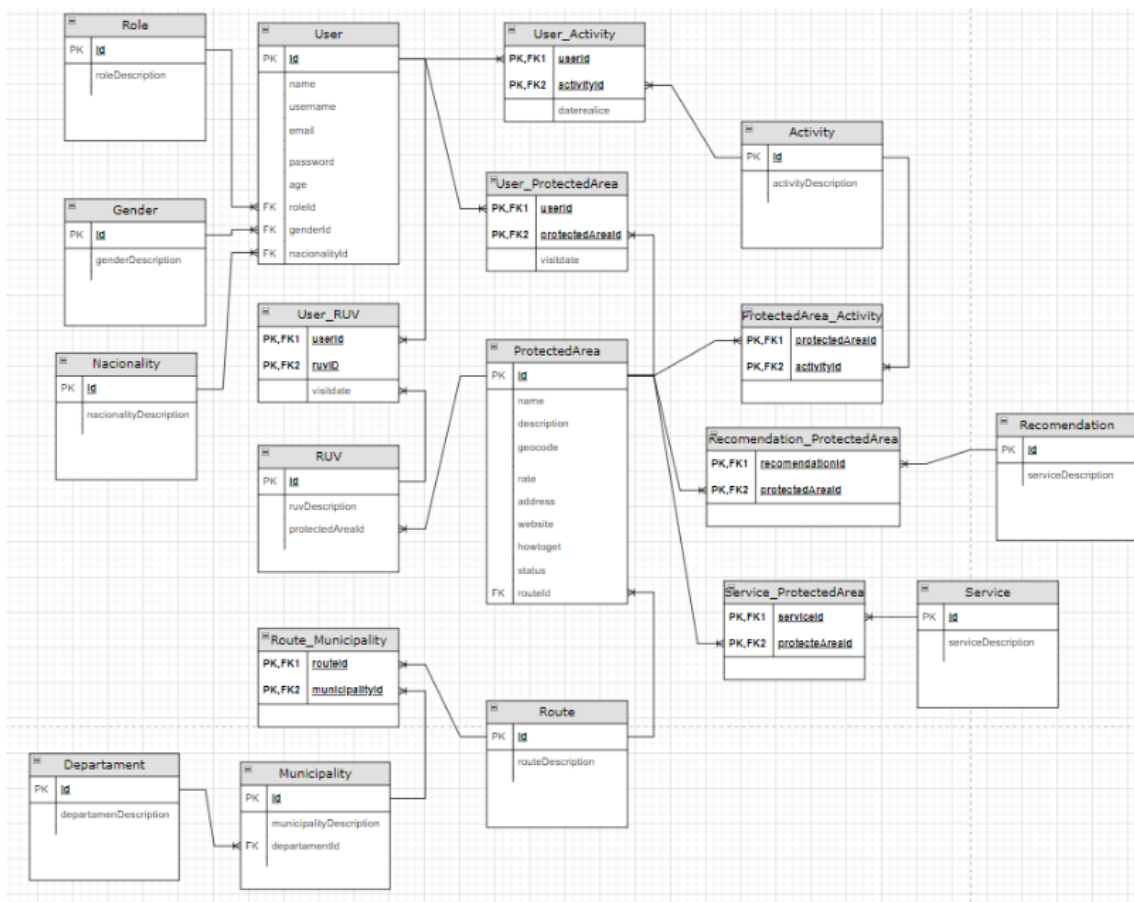 Role
PK Id
roleDescription
User
PK Id
name
username
email
password
age
FK roleId
FK genderId
FK nacionalityId
User_Activity
PK,FK1 userId
PK,FK2 activityId
daterealice
Activity
PK Id
activityDescription
Gender
PK Id
genderDescription
User_ProtectedArea
PK,FK1 userId
PK,FK2 protectedAreaId
visitdate
Nacionality
PK Id
nacionalityDescription
User_RUV
PK,FK1 userId
PK,FK2 ruvID
visitdate
ProtectedArea
PK Id
name
description
geocode
rate
address
website
howtoget
status
FK routeId
ProtectedArea_Activity
PK,FK1 protectedAreaId
PK,FK2 activityId
RUV
PK Id
ruvDescription
protectedAreaId
Recomendation_ProtectedArea
PK,FK1 recomendationId
PK,FK2 protectedAreaId
Recomendation
PK Id
serviceDescription
Service_ProtectedArea
PK,FK1 serviceId
PK,FK2 protecteAreaId
Service
PK Id
serviceDescription
Route_Municipality
PK,FK1 routeId
PK,FK2 municipalityId
Route
PK Id
routeDescription
Departament
PK Id
departamenDescription
Municipality
PK Id
municipalityDescription
FK departamentId